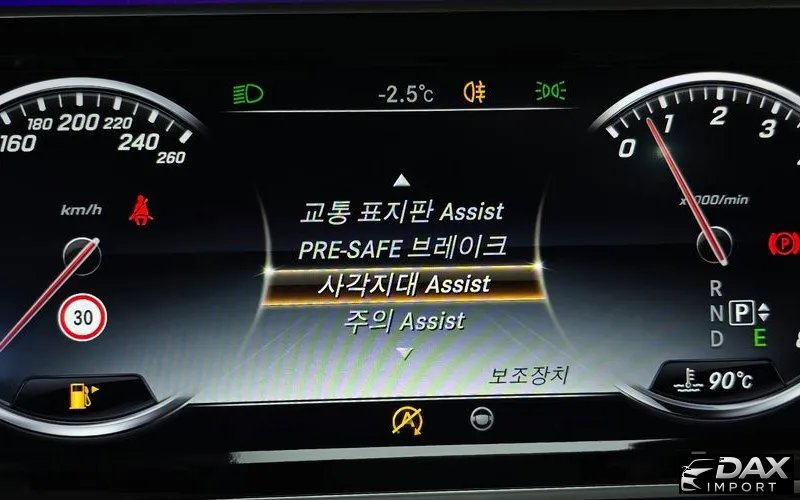 -2.5°c
160 180 200 220 240 260
km/h
30
교통 표지판 Assist
PRE-SAFE 브레이크
사각지대 Assist
주의 Assist
보조장치
A
0 1 2 3
P
R
N P
D E
90°c
DAX
IMPORT